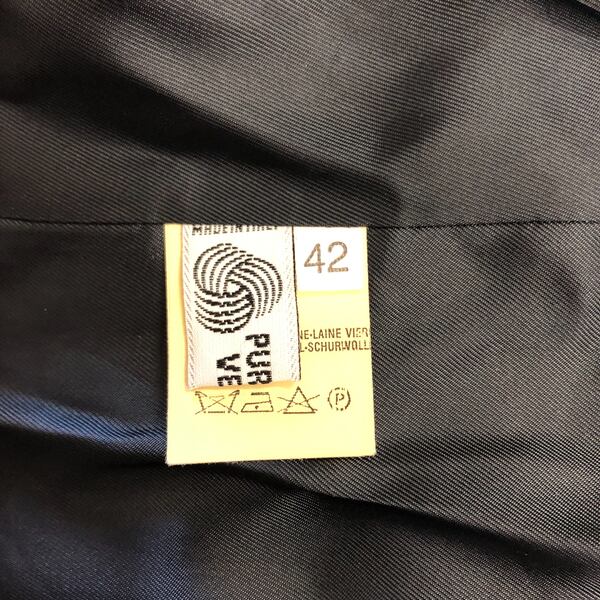 MADE IN ITALY
42
NE-LAINE VIER
L-SCHURWOLL
PUR
VE
P